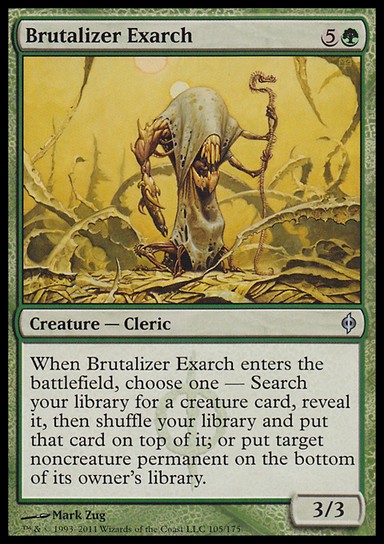 Brutalizer Exarch 5
Creature — Cleric
When Brutalizer Exarch enters the
battlefield, choose one — Search
your library for a creature card, reveal
it, then shuffle your library and put
that card on top of it; or put target
noncreature permanent on the bottom
of its owner's library.
Mark Zug
3/3
™ & © 1993–2011 Wizards of the Coast LLC 105/175